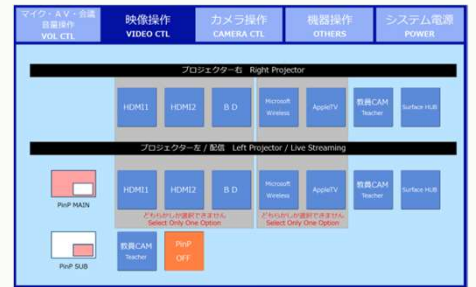 マイク・AV・会議
音量操作
VOL CTL
映像操作
VIDEO CTL
カメラ操作
CAMERA CTL
機器操作
OTHERS
システム電源
POWER
プロジェクター右 Right Projector
HDMI1
HDMI2
B D
Microsoft
Wireless
AppleTV
教員CAM
Teacher
Surface HUB
プロジェクター左 / 配信 Left Projector / Live Streaming
PinP MAIN
HDMI1
HDMI2
B D
Microsoft
Wireless
AppleTV
教員CAM
Teacher
Surface HUB
どちらかしか選択できません
Select Only One
Option
どちらかしか選択できません
Select Only One Option
PinP SUB
教員CAM
Teacher
PinP
OFF